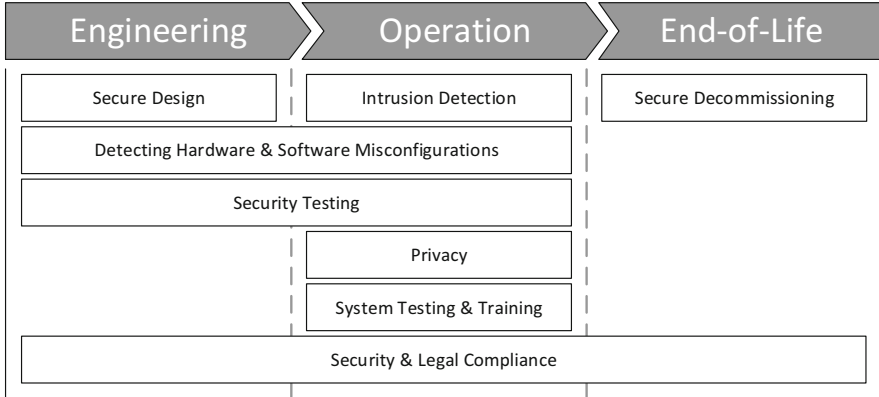 Engineering
Operation
End-of-Life
Secure Design
Intrusion Detection
Secure Decommissioning
Detecting Hardware & Software Misconfigurations
Security Testing
Privacy
System Testing & Training
Security & Legal Compliance